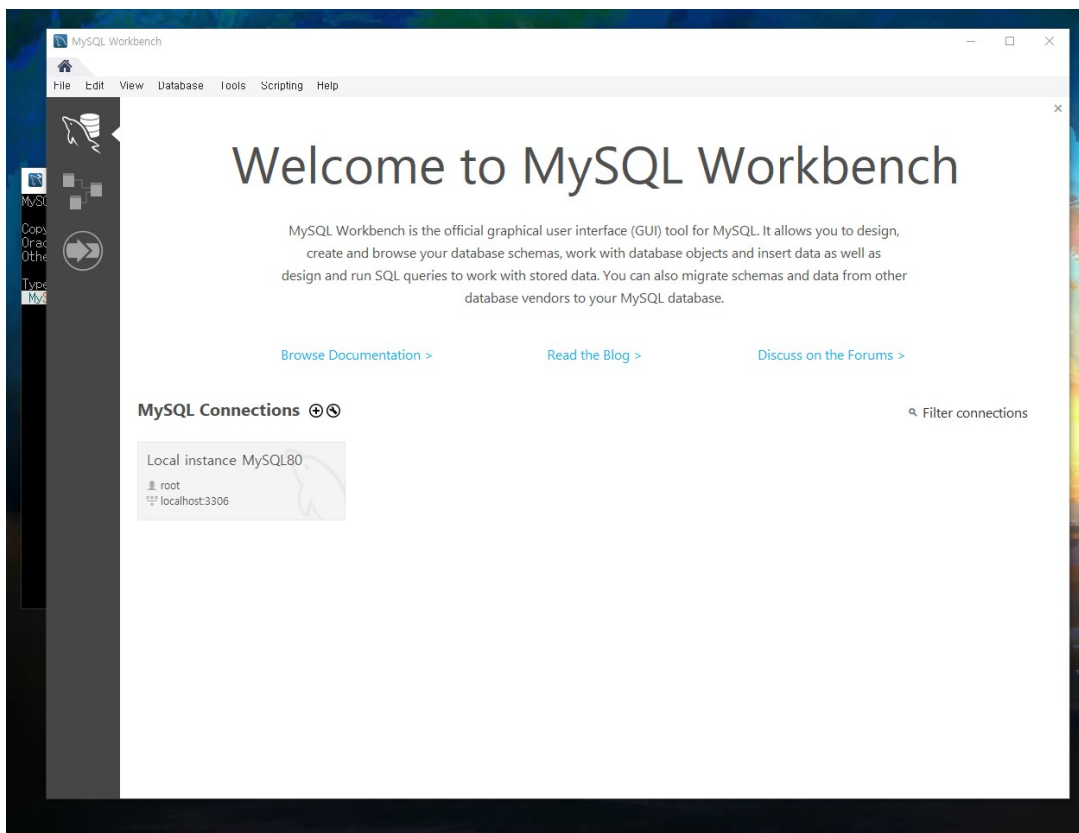 MySQL Workbench
File Edit View Database Tools Scripting Help
Welcome to MySQL Workbench
MySQL Workbench is the official graphical user interface (GUI) tool for MySQL. It allows you to design,
create and browse your database schemas, work with database objects and insert data as well as
design and run SQL queries to work with stored data. You can also migrate schemas and data from other
database vendors to your MySQL database.
Browse Documentation > Read the Blog > Discuss on the Forums >
MySQL Connections
Filter connections
Local instance MySQL80
root
localhost:3306